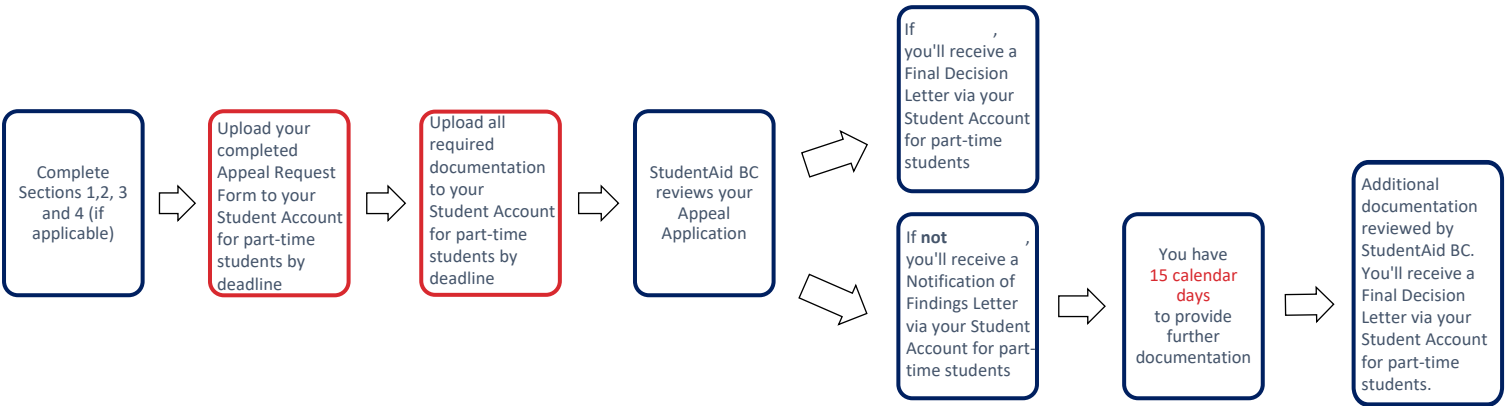 Complete
Sections 1,2, 3
and 4 (if
applicable)
Upload your
completed
Appeal Request
Form to your
Student Account
for part-time
students by
deadline
Upload all
required
documentation
to your
Student Account
for part-time
students by
deadline
StudentAid BC
reviews your
Appeal
Application
If ,
you'll receive a
Final Decision
Letter via your
Student Account
for part-time
students
If not ,
you'll receive a
Notification of
Findings Letter
via your Student
Account for part-
time students
You have
15 calendar
days
to provide
further
documentation
Additional
documentation
reviewed by
StudentAid BC.
You'll receive a
Final Decision
Letter via your
Student Account
for part-time
students.